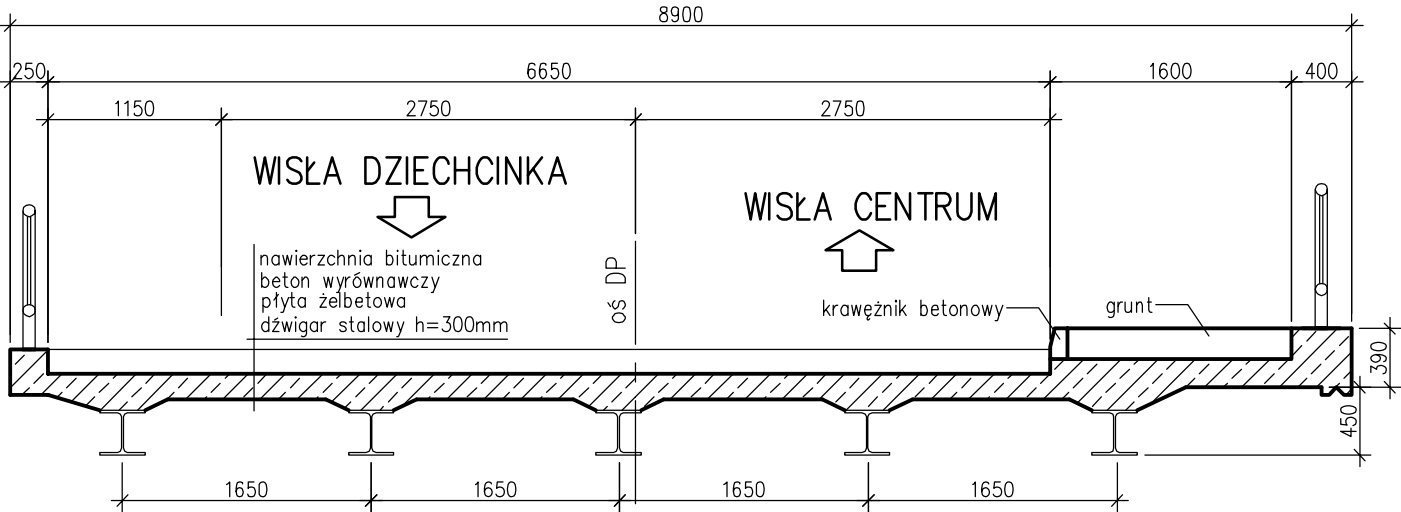 8900
250
6650
1600
400
1150
2750
2750
WISŁA DZIECHCINKA
WISŁA CENTRUM
nawierzchnia bitumiczna
beton wyrównawczy
płyta żelbetowa
dźwigar stalowy h=300mm
oś DP
krawężnik betonowy
grunt
390
450
1650
1650
1650
1650